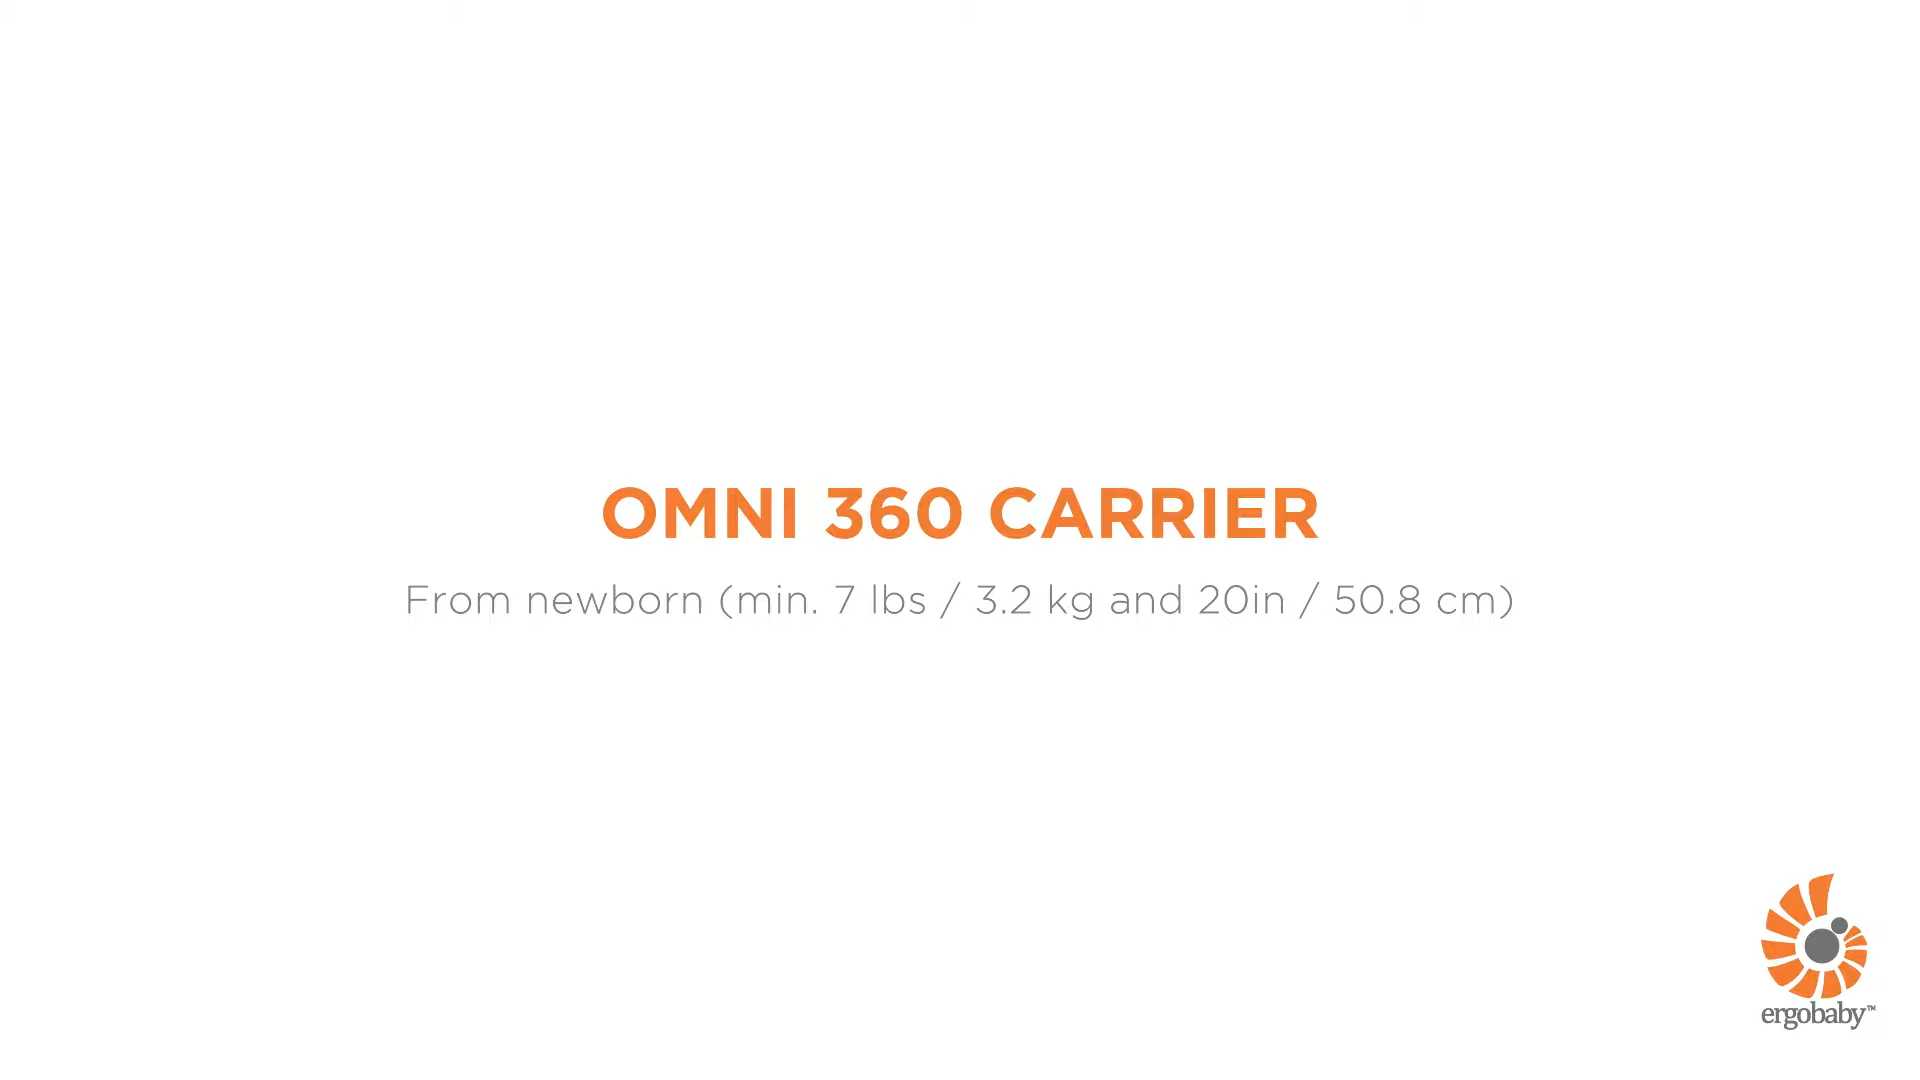 OMNI 360 CARRIER
From newborn (min. 7 lbs / 3.2 kg and 20in / 50.8 cm)
ergobaby™